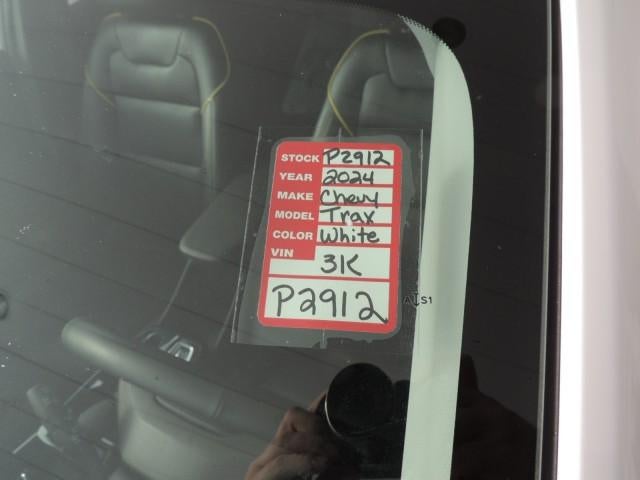 STOCK P2912
YEAR 2024
MAKE Chevy
MODEL Trax
COLOR White
VIN
3K
P2912
AS1